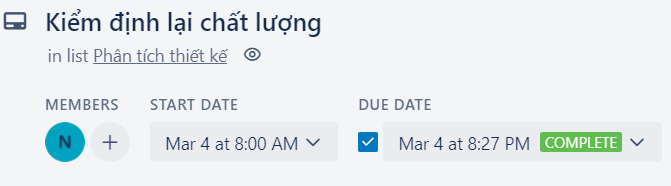 Kiểm định lại chất lượng
in list Phân tích thiết kế
MEMBERS START DATE DUE DATE
N + Mar 4 at 8:00 AM Mar 4 at 8:27 PM COMPLETE